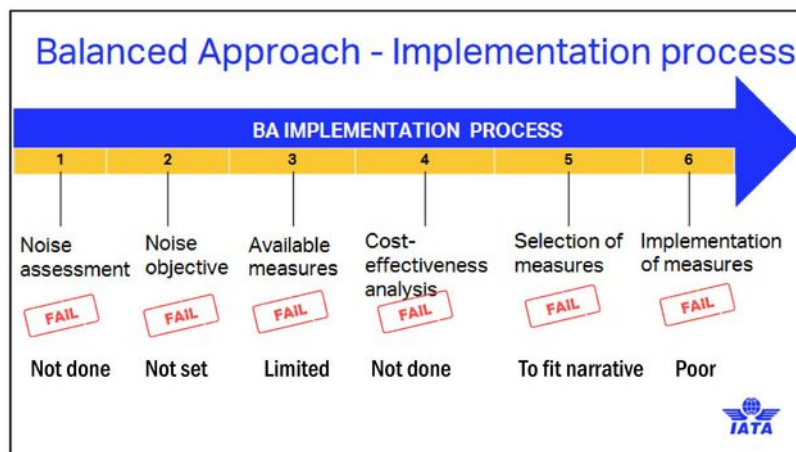 Balanced Approach - Implementation process
BA IMPLEMENTATION PROCESS
1 2 3 4 5 6
Noise
assessment
FAIL
Not done
Noise
objective
FAIL
Not set
Available
measures
FAIL
Limited
Cost-
effectiveness
analysis
FAIL
Not done
Selection of
measures
FAIL
To fit narrative
Implementation
of measures
FAIL
Poor
IATA